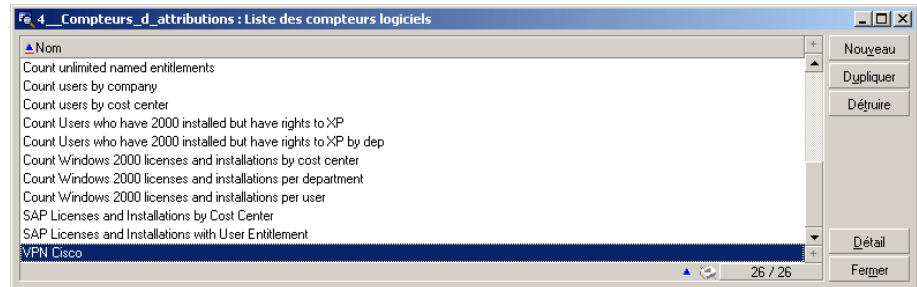 4__Compteurs_d_attributions : Liste des compteurs logiciels
Nom
Count unlimited named entitlements
Count users by company
Count users by cost center
Count Users who have 2000 installed but have rights to XP
Count Users who have 2000 installed but have rights to XP by dep
Count Windows 2000 licenses and installations by cost center
Count Windows 2000 licenses and installations per department
Count Windows 2000 licenses and installations per user
SAP Licenses and Installations by Cost Center
SAP Licenses and Installations with User Entitlement
VPN Cisco
26 / 26
Nouveau
Dupliquer
Détruire
Détail
Fermer